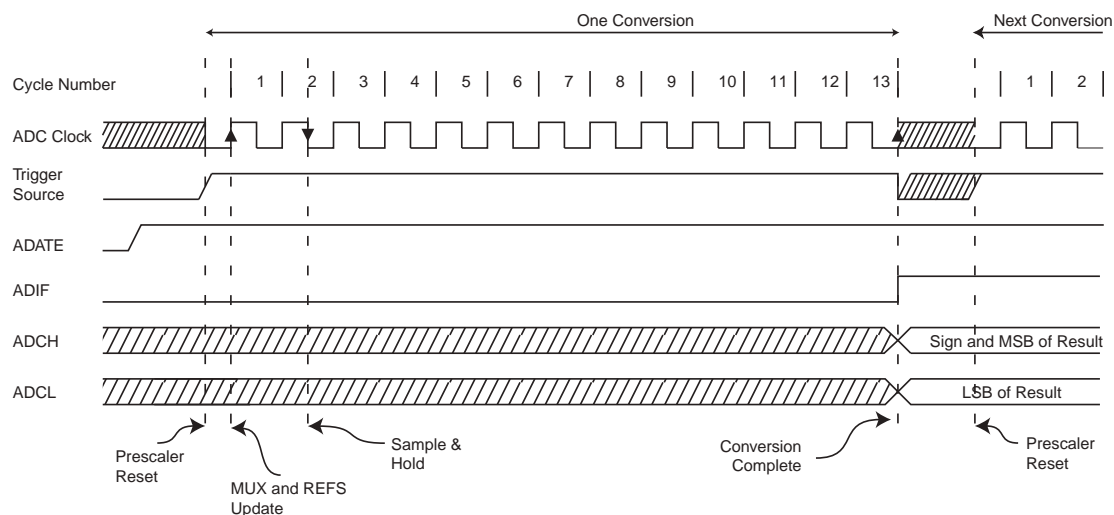 One Conversion
Next Conversion
Cycle Number
1 2 3 4 5 6 7 8 9 10 11 12 13 1 2
ADC Clock
Trigger
Source
ADATE
ADIF
ADCH
Sign and MSB of Result
ADCL
LSB of Result
Prescaler
Reset
MUX and REFS
Update
Sample &
Hold
Conversion
Complete
Prescaler
Reset